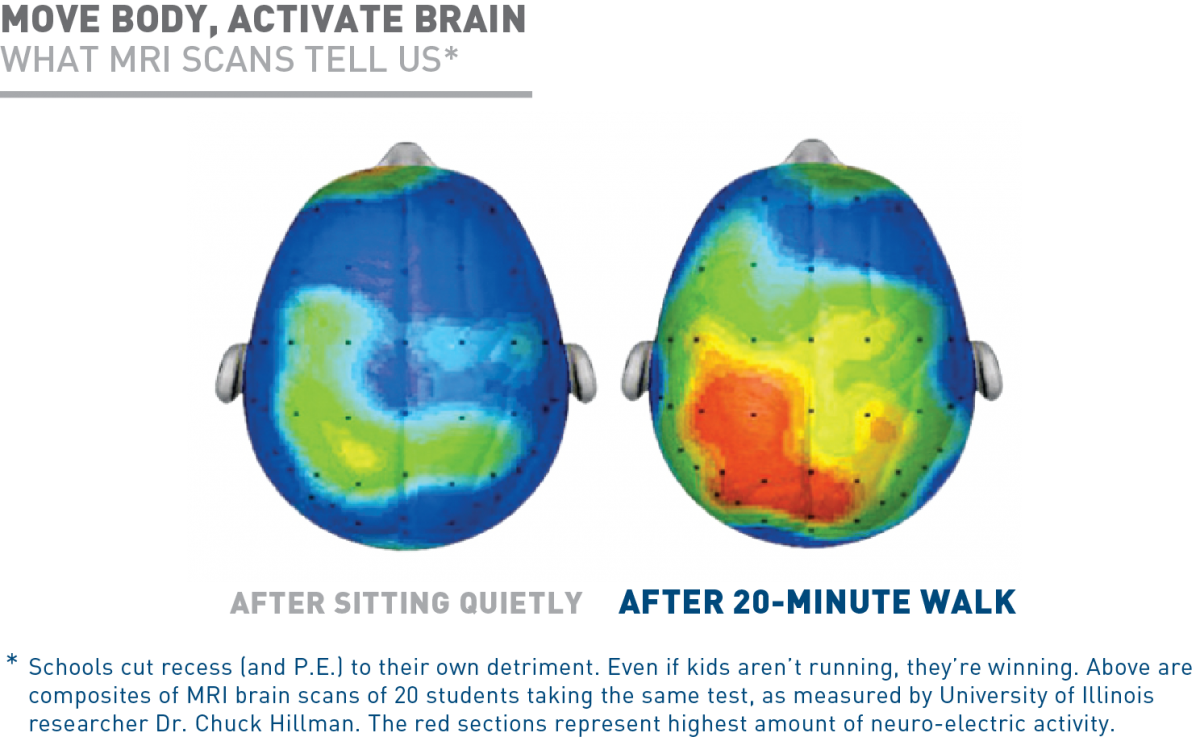 MOVE BODY, ACTIVATE BRAIN
WHAT MRI SCANS TELL US*
AFTER SITTING QUIETLY
AFTER 20-MINUTE WALK
* Schools cut recess (and P.E.) to their own detriment. Even if kids aren’t running, they’re winning. Above are
composites of MRI brain scans of 20 students taking the same test, as measured by University of Illinois
researcher Dr. Chuck Hillman. The red sections represent highest amount of neuro-electric activity.